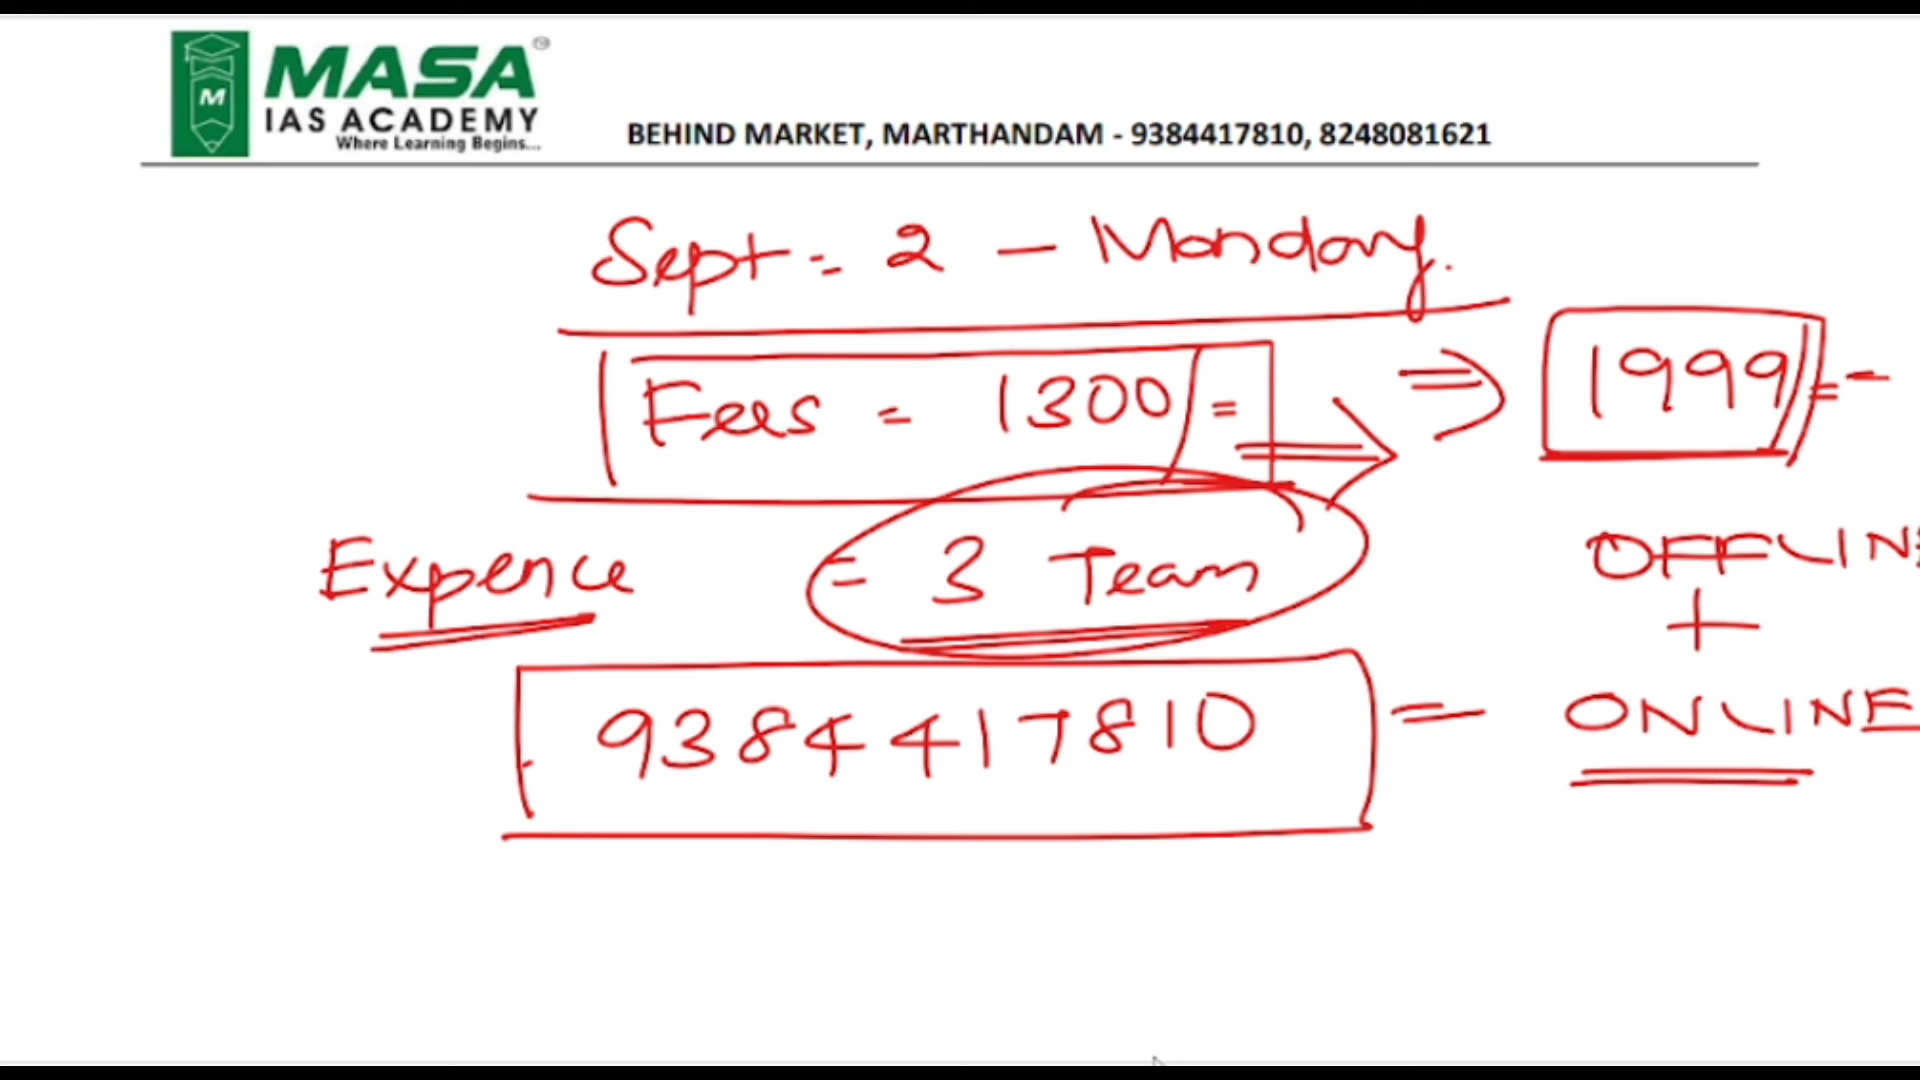 MASA
IAS ACADEMY
Where Learning Begins...
BEHIND MARKET, MARTHANDAM - 9384417810, 8248081621
Sept - 2 - Monday.
Fees = 1300/= ⇒ 1999/=-
Expence = 3 Team
OFFLINE
+
9384417810 = ONLINE